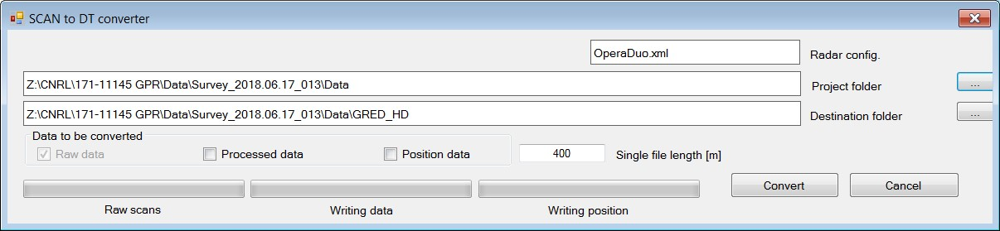 SCAN to DT converter
OperaDuo.xml Radar config.
Z:\CNRL\171-11145 GPR\Data\Survey_2018.06.17_013\Data Project folder ...
Z:\CNRL\171-11145 GPR\Data\Survey_2018.06.17_013\Data\GRED_HD Destination folder ...
Data to be converted
Raw data Processed data Position data 400 Single file length [m]
Convert Cancel
Raw scans Writing data Writing position